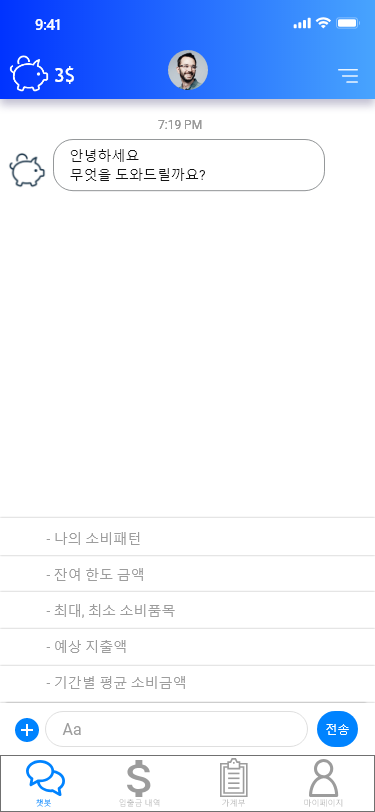 9:41
3$
7:19 PM
안녕하세요
무엇을 도와드릴까요?
- 나의 소비패턴
- 잔여 한도 금액
- 최대, 최소 소비품목
- 예상 지출액
- 기간별 평균 소비금액
Aa
전송
챗봇
입출금 내역
가계부
마이페이지